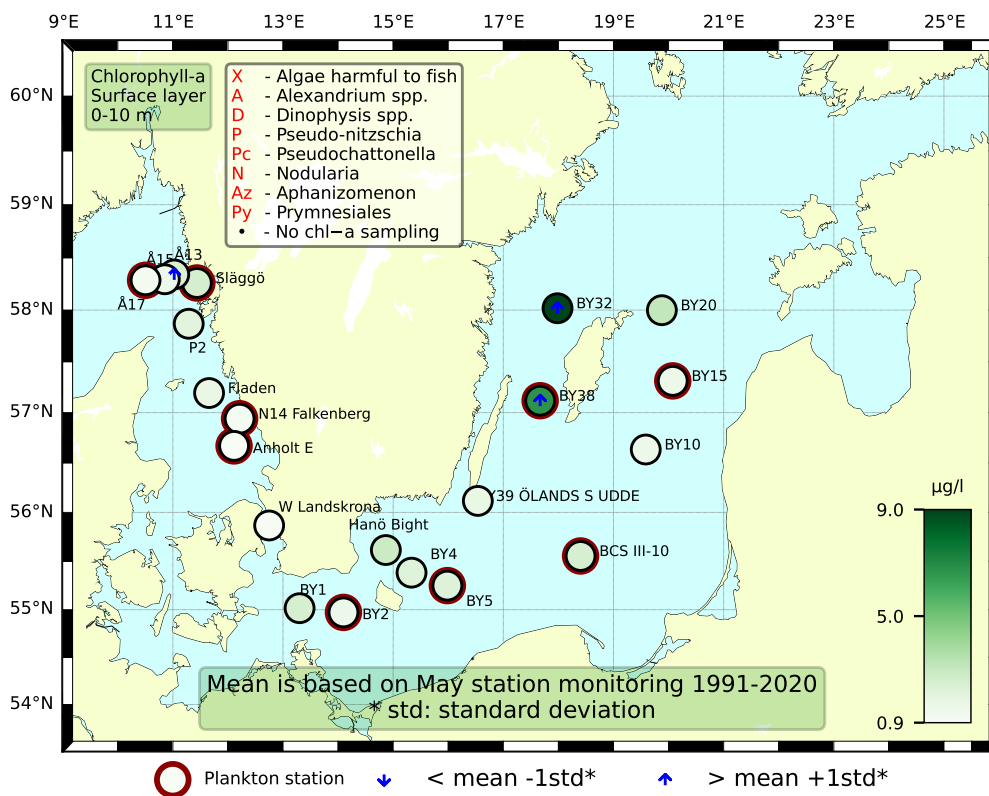 9°E 11°E 13°E 15°E 17°E 19°E 21°E 23°E 25°E
60°N
59°N
58°N
57°N
56°N
55°N
54°N
Chlorophyll-a
Surface layer
0-10 m
X - Algae harmful to fish
A - Alexandrium spp.
D - Dinophysis spp.
P - Pseudo-nitzschia
Pc - Pseudochattonella
N - Nodularia
Az - Aphanizomenon
Py - Prymnesiales
• - No chl−a sampling
Å15 Å13
Släggö
Å17
P2
BY32
BY20
BY15
BY38
Fladen
N14 Falkenberg
Anholt E
BY10
Y39 ÖLANDS S UDDE
W Landskrona
Hanö Bight
BY4
BCS III-10
BY1
BY5
BY2
µg/l
9.0
5.0
0.9
Mean is based on May station monitoring 1991-2020
* std: standard deviation
Plankton station < mean -1std* > mean +1std*